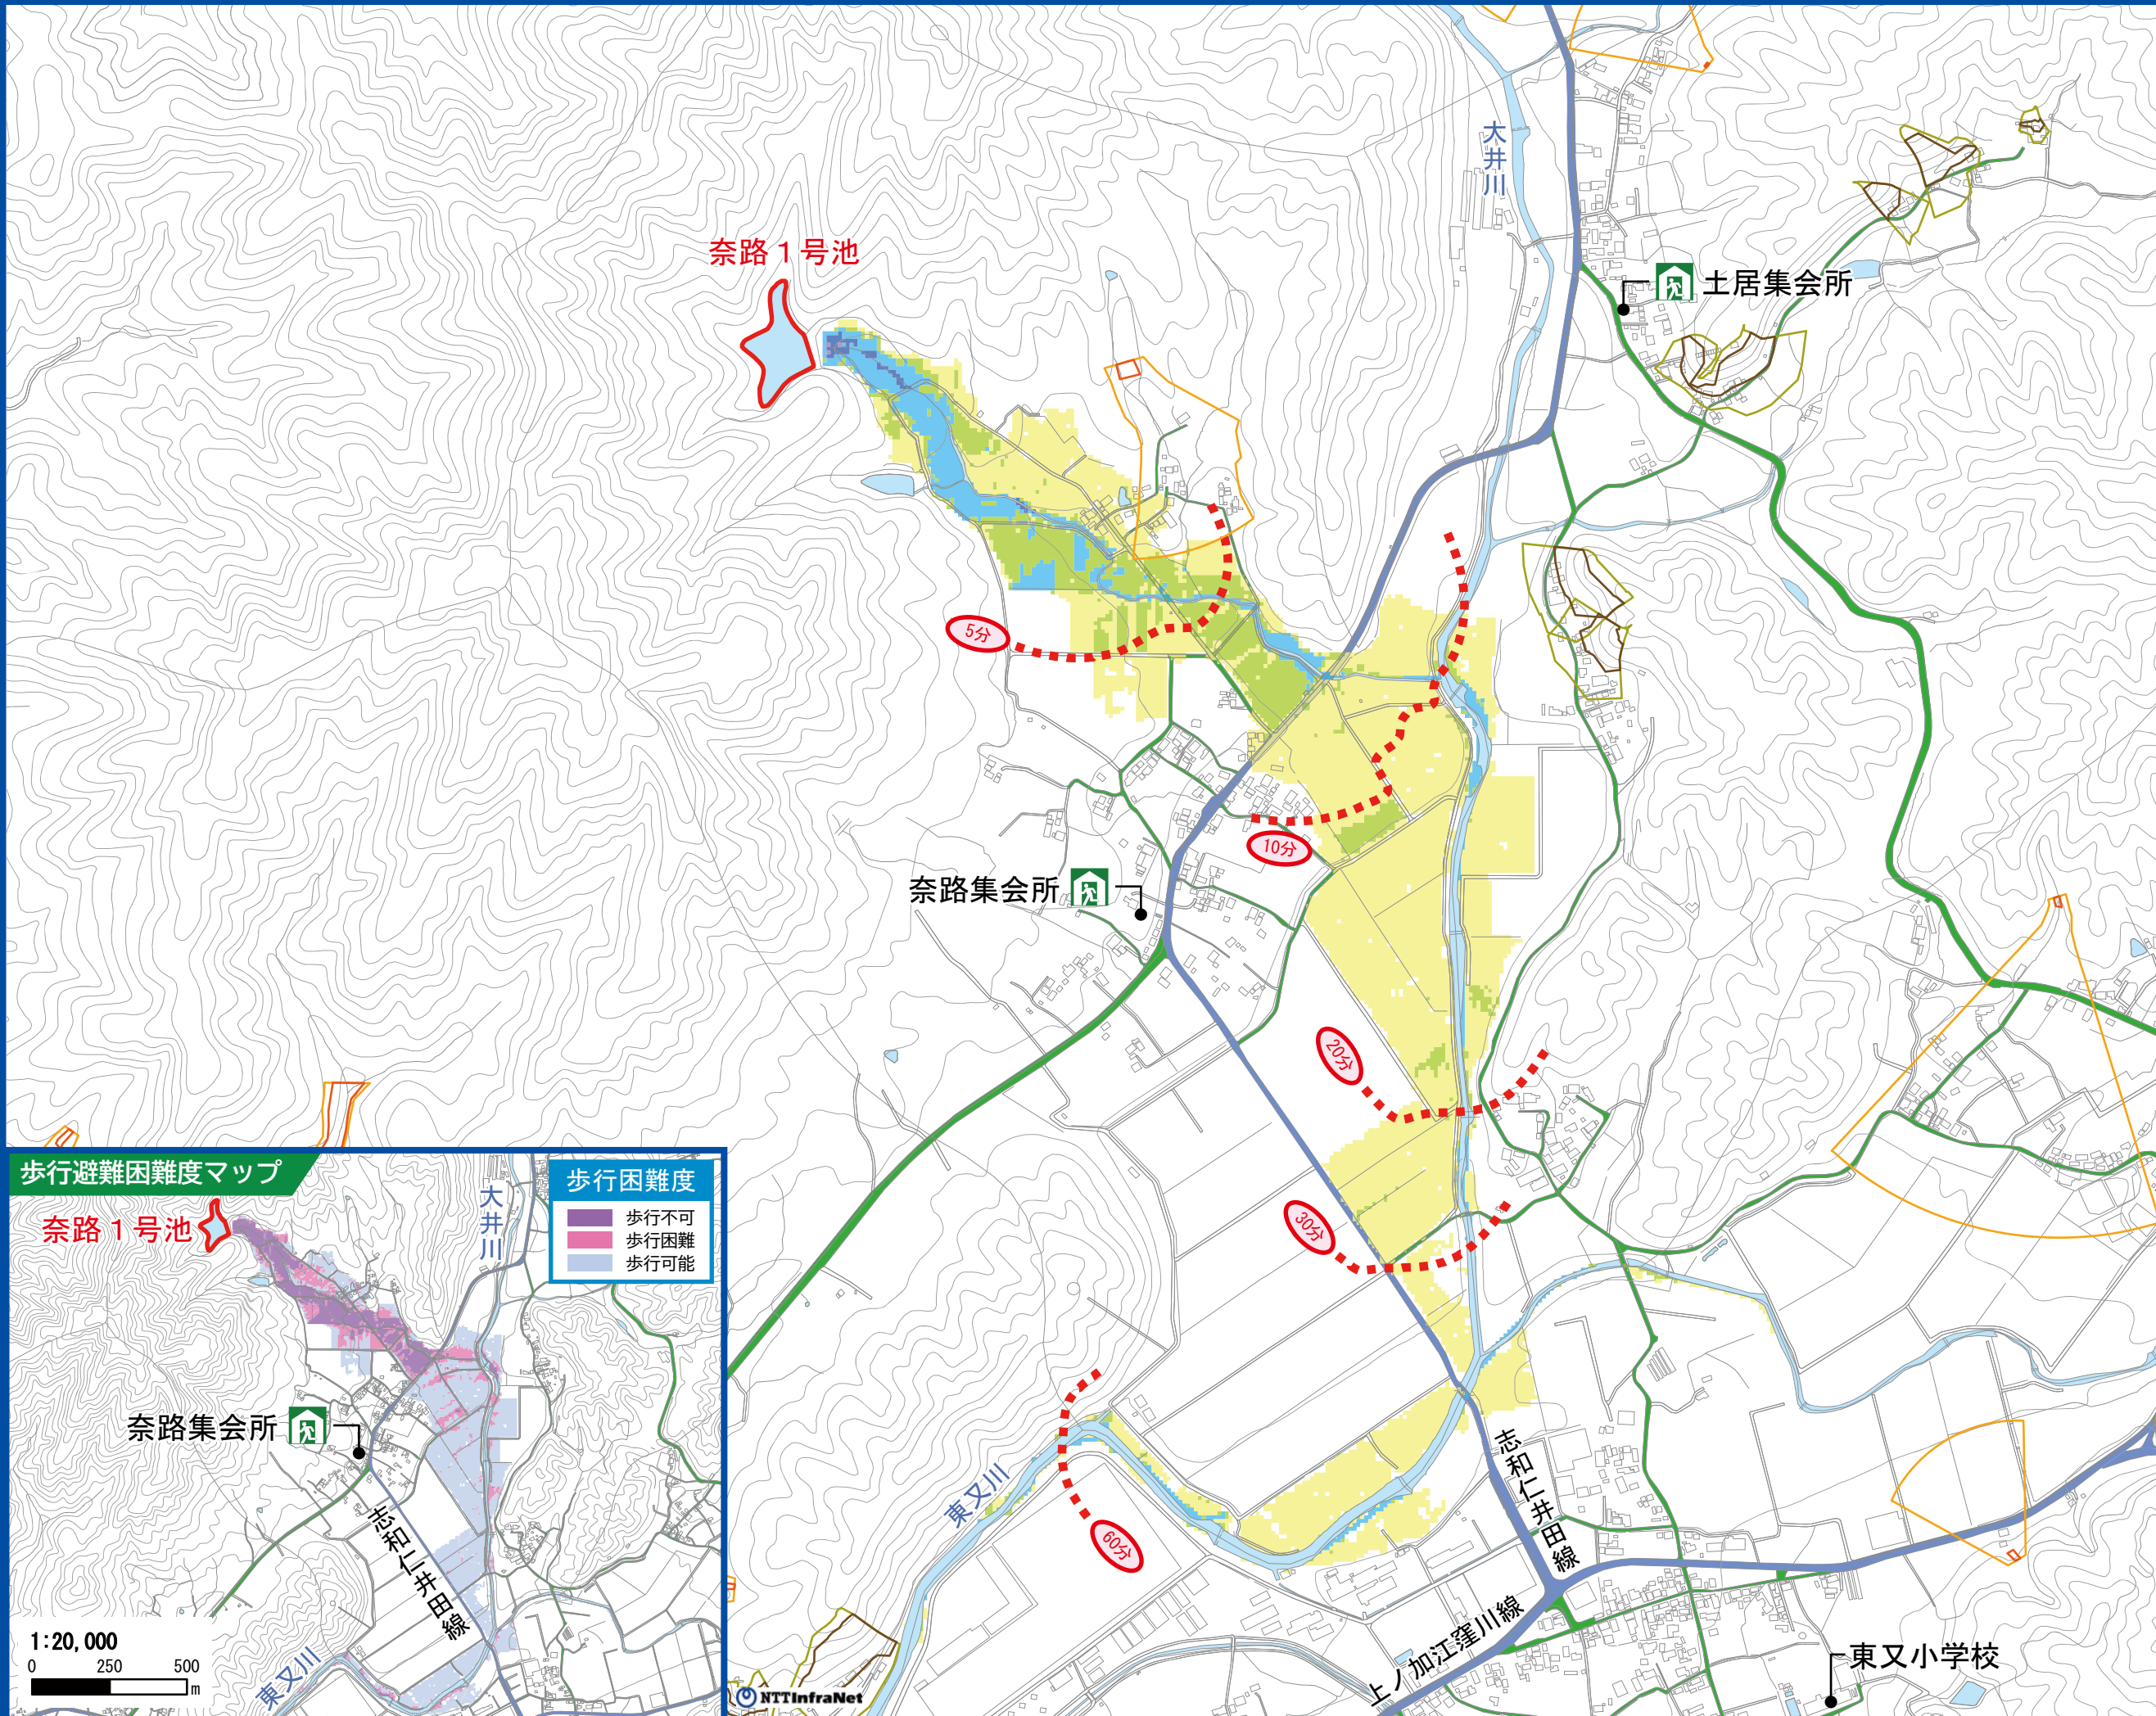 大井川
奈路１号池
土居集会所
5分
10分
奈路集会所
20分
30分
60分
東又川
志和仁井田線
上ノ加江窪川線
東又小学校
歩行避難困難度マップ
奈路１号池
大井川
歩行困難度
歩行不可
歩行困難
歩行可能
奈路集会所
志和仁井田線
東又川
1:20,000
0 250 500
m
NTTInfraNet